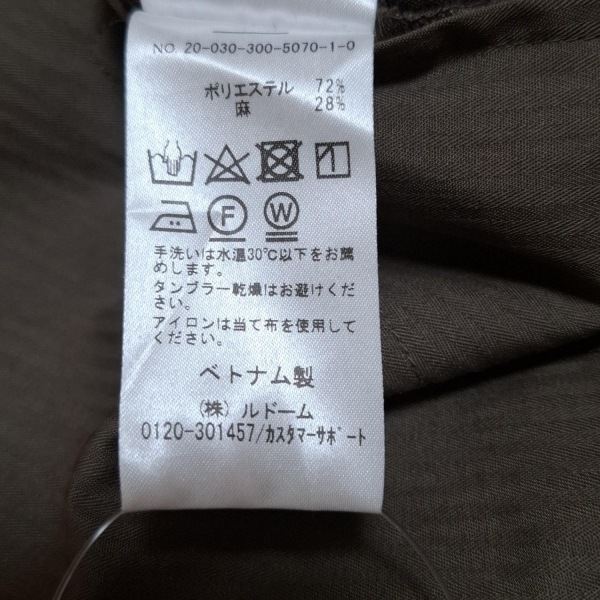 NO. 20-030-300-5070-1-0
ポリエステル 72%
麻 28%
F W
手洗いは水温30℃以下をお薦
めします。
タンブラー乾燥はお避けくだ
さい。
アイロンは当て布を使用して
ください。
ベトナム製
(株)ルドーム
0120-301457/カスタマーサポート